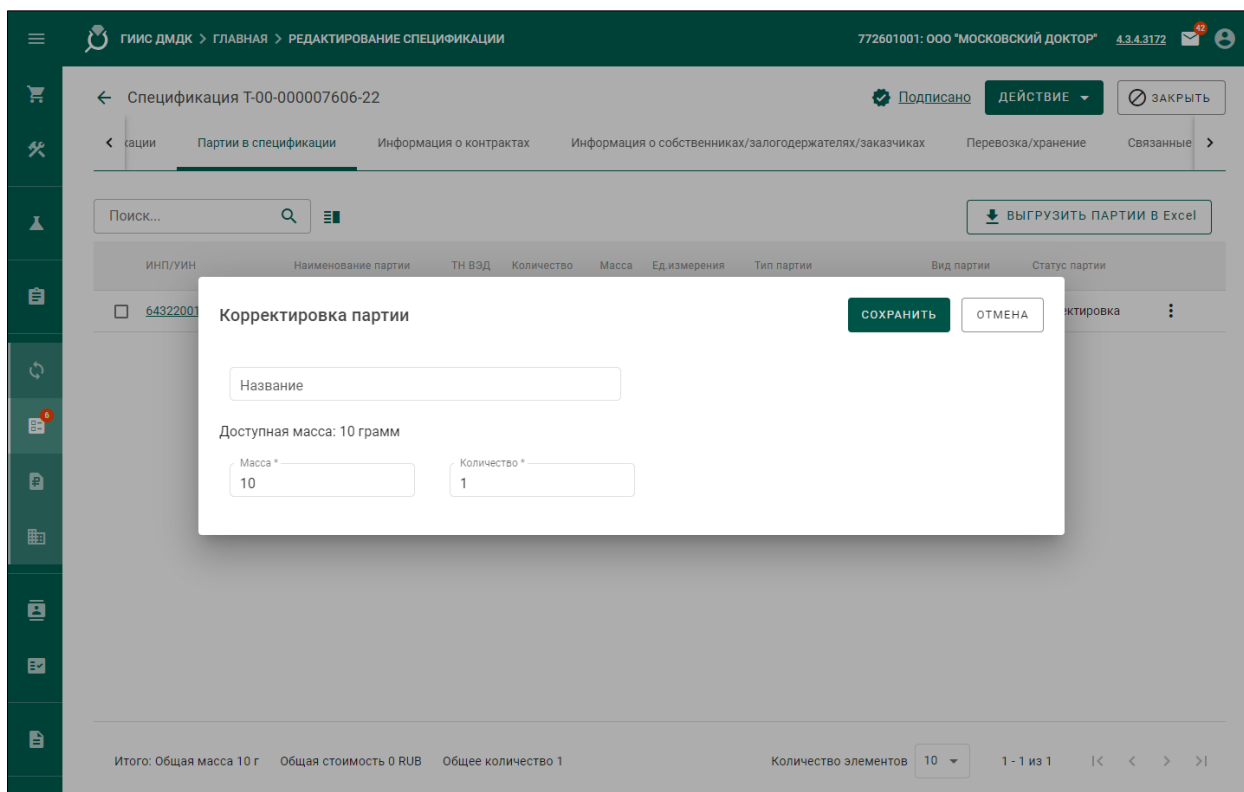 ГИИС ДМДК > ГЛАВНАЯ > РЕДАКТИРОВАНИЕ СПЕЦИФИКАЦИИ 772601001: ООО "МОСКОВСКИЙ ДОКТОР" 4.3.4.3172 42
Спецификация Т-00-000007606-22 Подписано ДЕЙСТВИЕ ЗАКРЫТЬ
кации Партии в спецификации Информация о контрактах Информация о собственниках/залогодержателях/заказчиках Перевозка/хранение Связанные
Поиск... ВЫГРУЗИТЬ ПАРТИИ В Excel
ИНП/УИН Наименование партии ТН ВЭД Количество Масса Ед.измерения Тип партии Вид партии Статус партии
64322001 ектировка
Корректировка партии СОХРАНИТЬ ОТМЕНА
Название
6
Доступная масса: 10 грамм
Масса * Количество *
10 1
Итого: Общая масса 10 г Общая стоимость 0 RUB Общее количество 1 Количество элементов 10 1 - 1 из 1